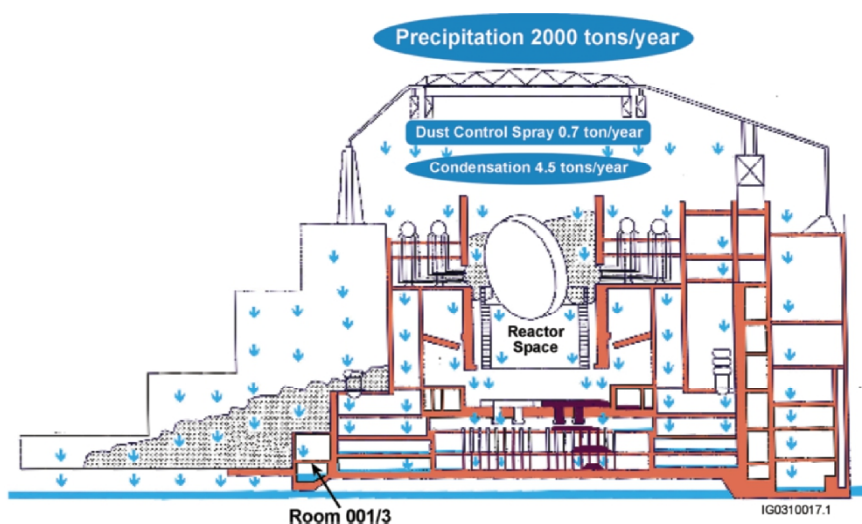 Precipitation 2000 tons/year
Dust Control Spray 0.7 ton/year
Condensation 4.5 tons/year
Reactor
Space
Room 001/3
IG0310017.1